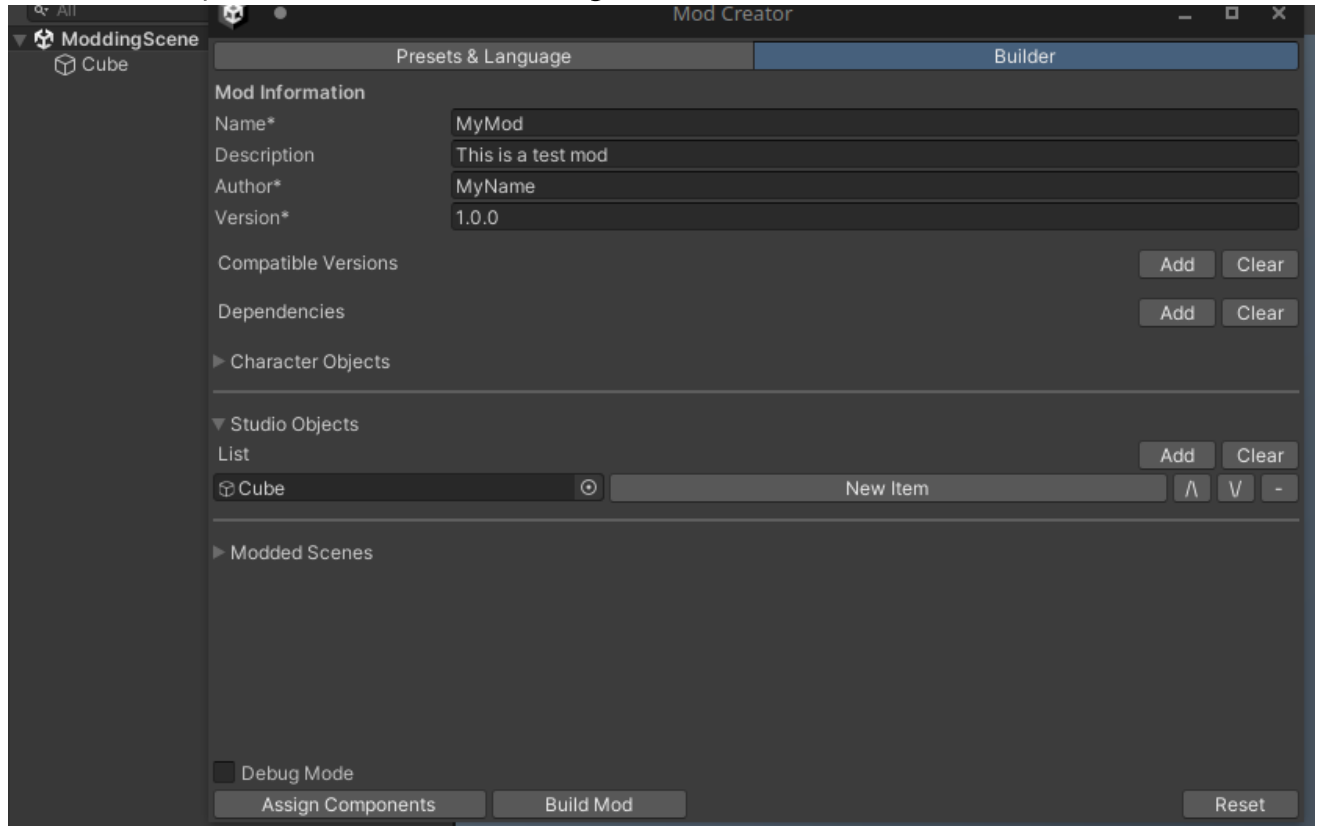 All
Mod Creator
ModdingScene
Cube
Presets & Language
Builder
Mod Information
Name*
MyMod
Description
This is a test mod
Author*
MyName
Version*
1.0.0
Compatible Versions
Add
Clear
Dependencies
Add
Clear
Character Objects
Studio Objects
List
Add
Clear
Cube
New Item
/\
\/
-
Modded Scenes
Debug Mode
Assign Components
Build Mod
Reset